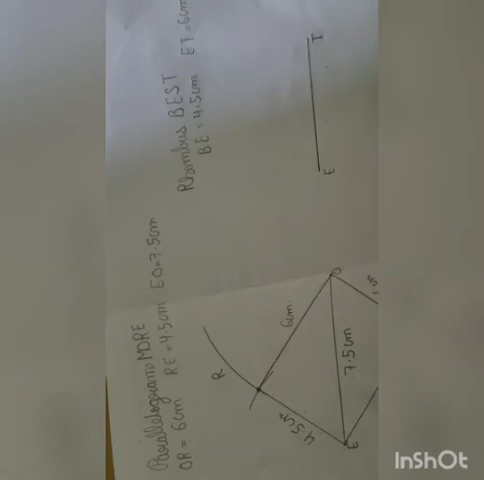 Parallelogram MORE
OR = 6cm RE = 4.5cm EO=7.5cm
R
6cm
O
4.5cm
7.5cm
E
cm
Rhombus BEST
BE = 4.5cm ET = 6cm
E
T
InShOt